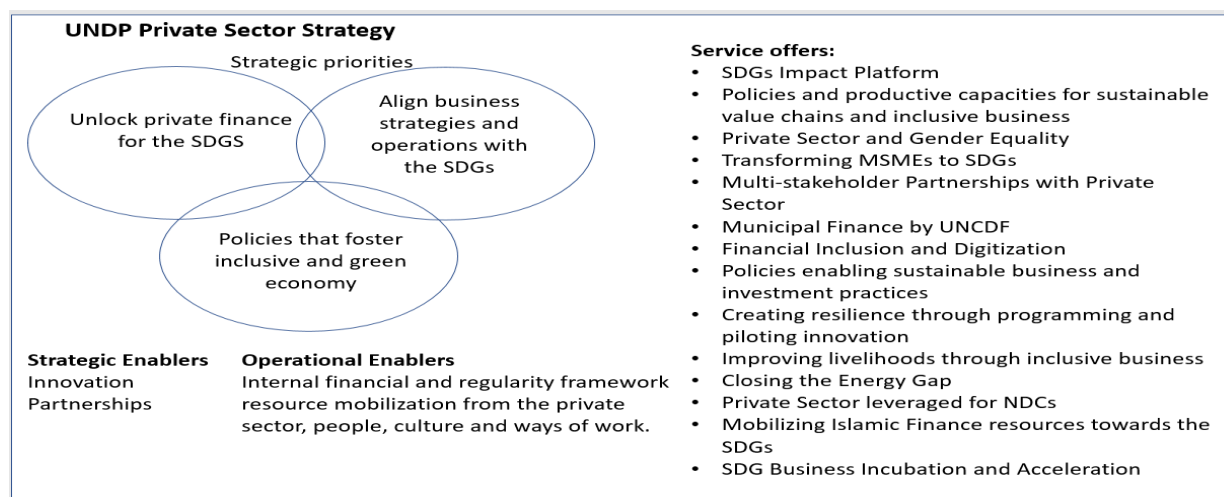 UNDP Private Sector Strategy
Strategic priorities
Unlock private finance
for the SDGS
Align business
strategies and
operations with
the SDGs
Policies that foster
inclusive and green
economy
Strategic Enablers
Innovation
Partnerships
Operational Enablers
Internal financial and regularity framework
resource mobilization from the private
sector, people, culture and ways of work.
Service offers:
• SDGs Impact Platform
• Policies and productive capacities for sustainable
value chains and inclusive business
• Private Sector and Gender Equality
• Transforming MSMEs to SDGs
• Multi-stakeholder Partnerships with Private
Sector
• Municipal Finance by UNCDF
• Financial Inclusion and Digitization
• Policies enabling sustainable business and
investment practices
• Creating resilience through programming and
piloting innovation
• Improving livelihoods through inclusive business
• Closing the Energy Gap
• Private Sector leveraged for NDCs
• Mobilizing Islamic Finance resources towards the
SDGs
• SDG Business Incubation and Acceleration